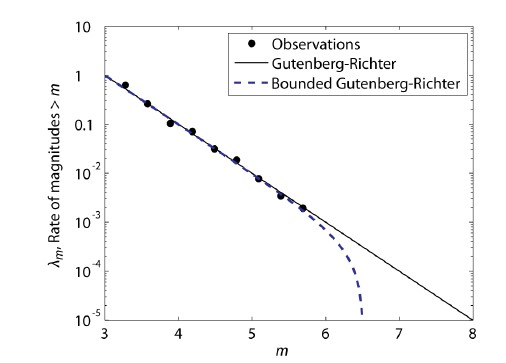 10
1
0.1
10-2
10-3
10-4
10-5
3
4
5
6
7
8
m
λm, Rate of magnitudes > m
Observations
Gutenberg-Richter
Bounded Gutenberg-Richter